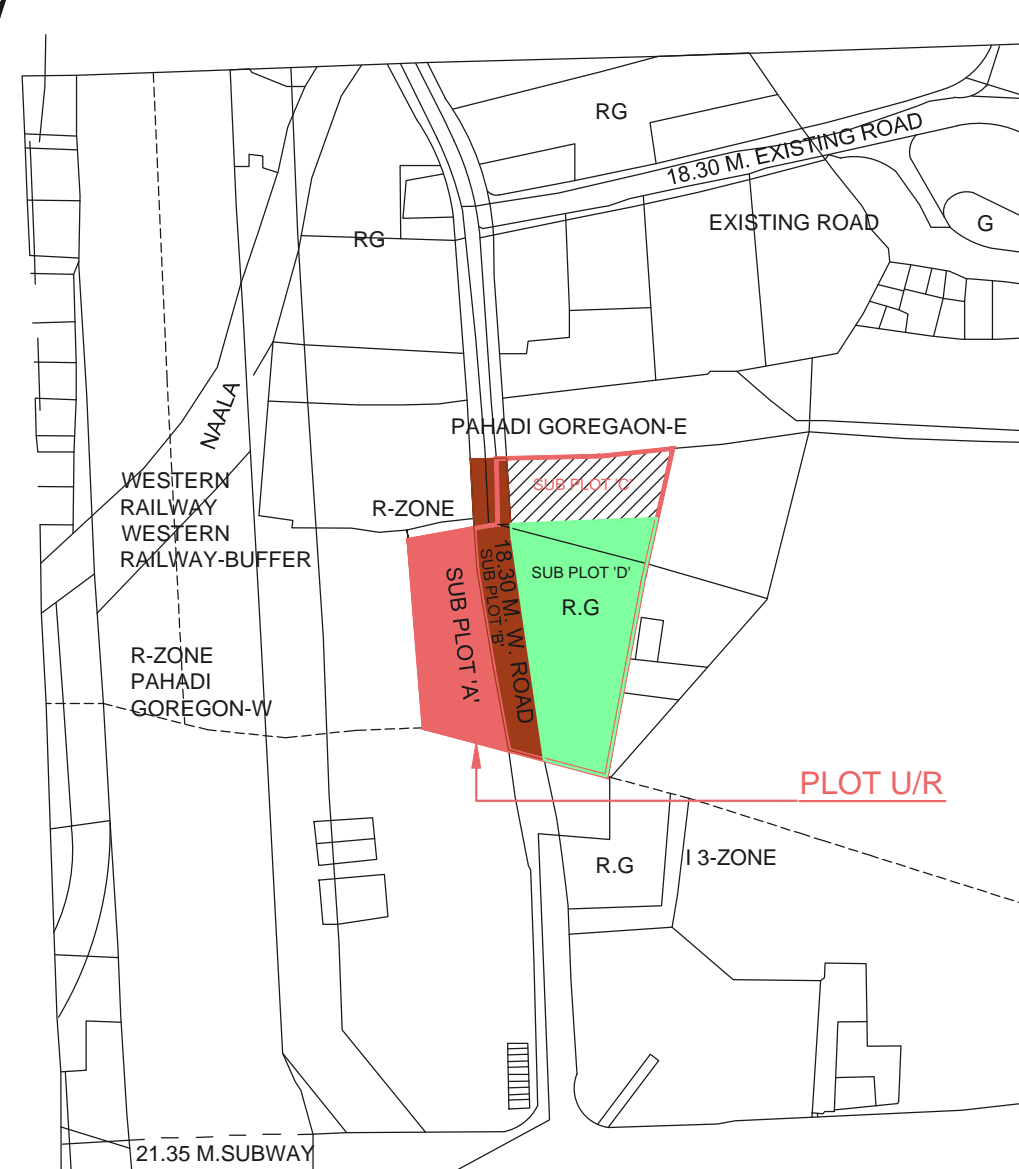 RG
18.30 M. EXISTING ROAD
EXISTING ROAD
G
RG
NAALA
PAHADI GOREGAON-E
WESTERN
RAILWAY
WESTERN
RAILWAY-BUFFER
R-ZONE
SUB PLOT 'C'
SUB PLOT 'A'
SUB PLOT 'B'
18.30 M. W. ROAD
SUB PLOT 'D'
R.G
R-ZONE
PAHADI
GOREGON-W
PLOT U/R
R.G
I 3-ZONE
21.35 M.SUBWAY